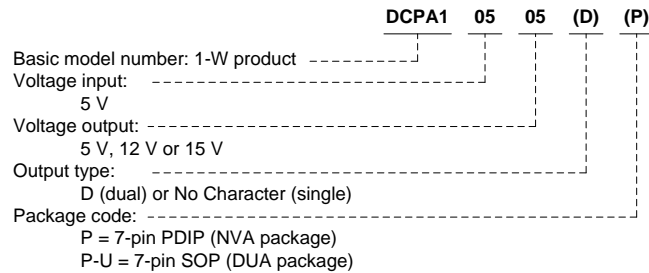 DCPA1 05 05 (D) (P)
Basic model number: 1-W product
Voltage input:
5 V
Voltage output:
5 V, 12 V or 15 V
Output type:
D (dual) or No Character (single)
Package code:
P = 7-pin PDIP (NVA package)
P-U = 7-pin SOP (DUA package)